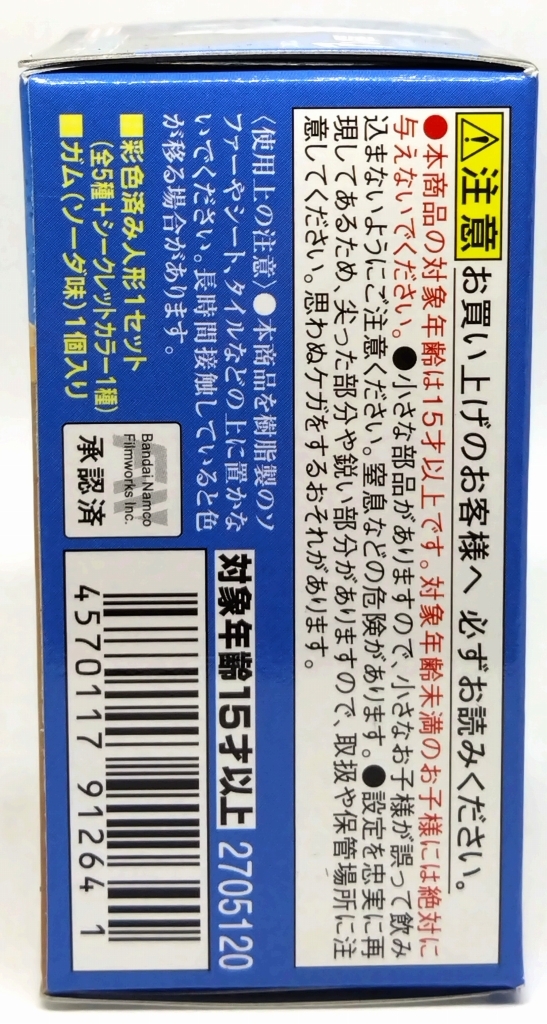 ⚠注意 お買い上げのお客様へ 必ずお読みください。
●本商品の対象年齢は15才以上です。対象年齢未満のお子様には絶対に
与えないでください。●小さな部品がありますので、小さなお子様が誤って飲み
込まないようにご注意ください。窒息などの危険があります。●設定を忠実に再
現してあるため、尖った部分や鋭い部分がありますので、取扱や保管場所に注
意してください。思わぬケガをするおそれがあります。
〈使用上の注意〉●本商品を樹脂製のソ
ファーやシート、タイルなどの上に置かな
いでください。長時間接触していると色
が移る場合があります。
■彩色済み人形1セット
(全5種+シークレットカラー1種)
■ガム(ソーダ味)1個入り
Bandai Namco
Filmworks Inc.
承認済
対象年齢15才以上 2705120
4570117 91264 1